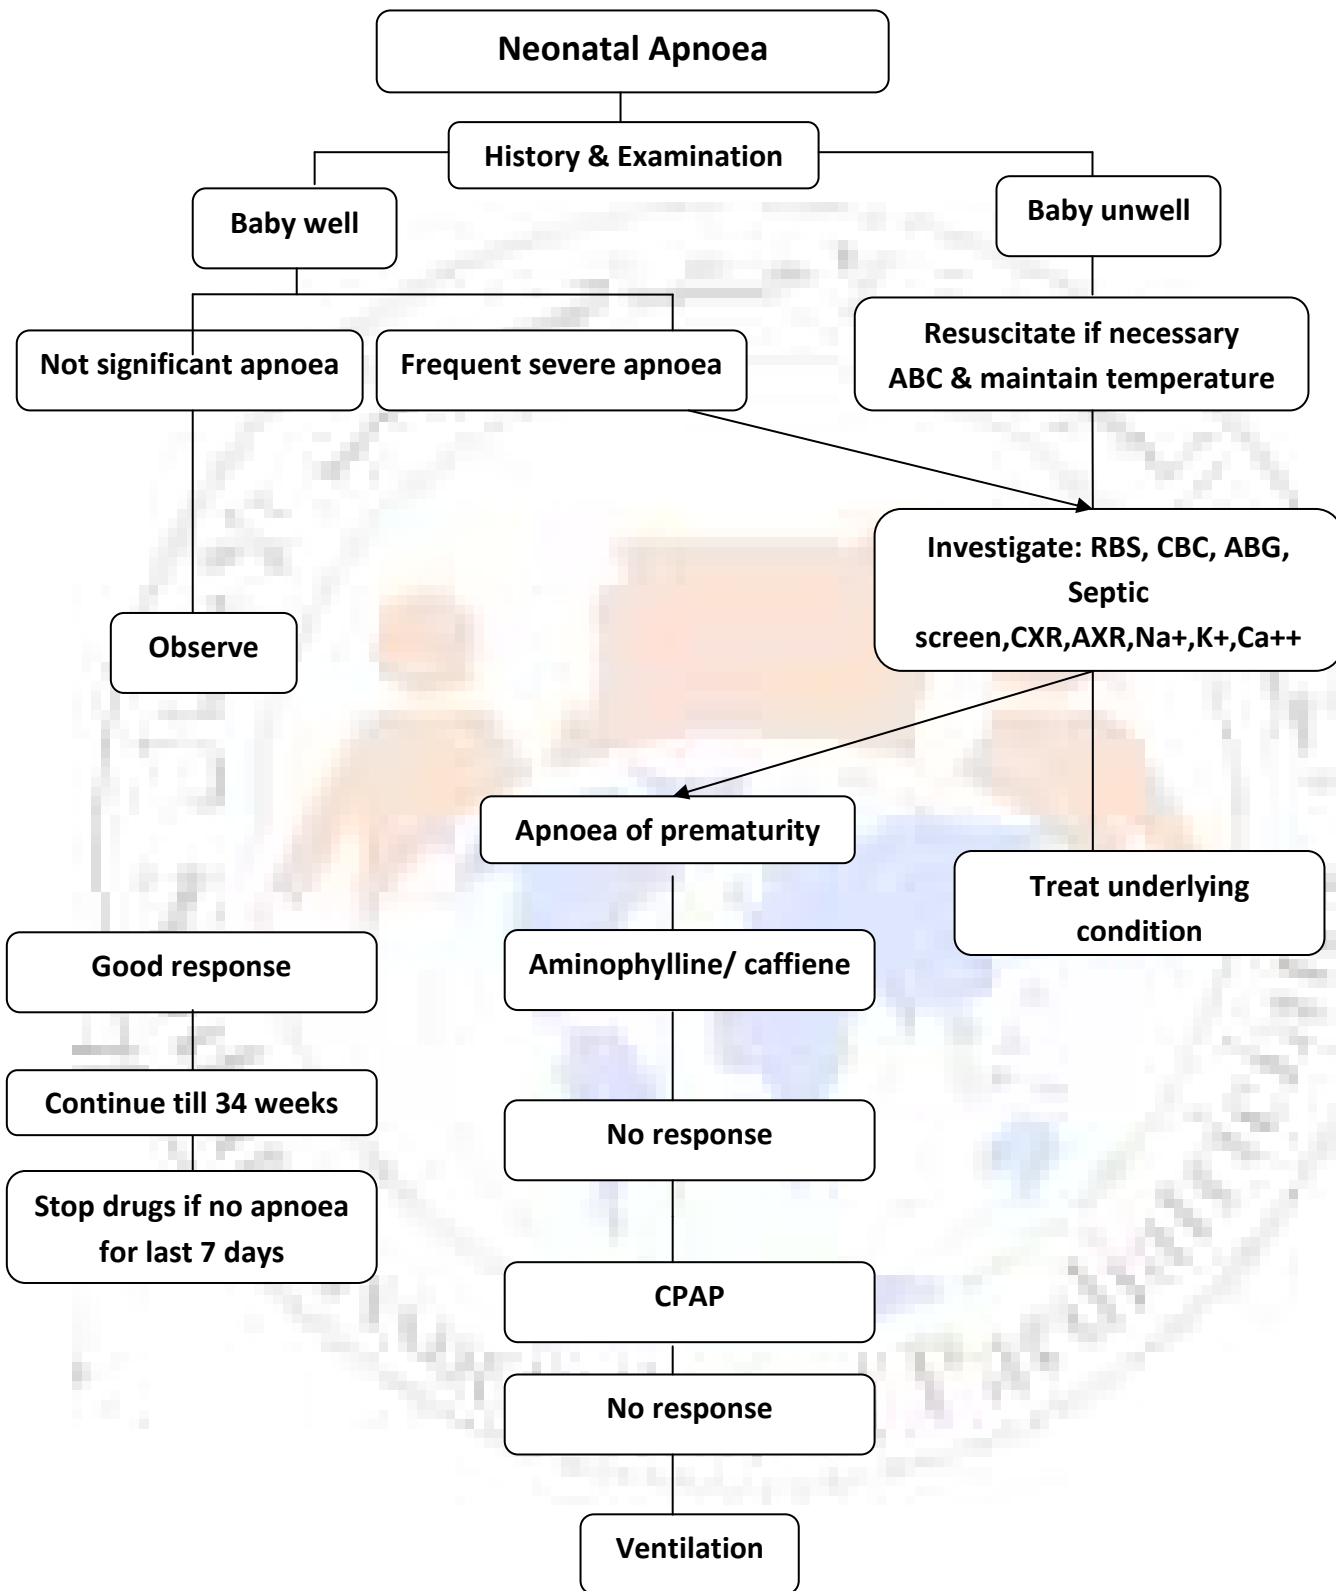 Neonatal Apnoea
History & Examination
Baby well
Baby unwell
Not significant apnoea
Frequent severe apnoea
Resuscitate if necessary
ABC & maintain temperature
Investigate: RBS, CBC, ABG,
Septic
screen,CXR,AXR,Na+,K+,Ca++
Observe
Apnoea of prematurity
Treat underlying
condition
Good response
Aminophylline/ caffiene
Continue till 34 weeks
No response
Stop drugs if no apnoea
for last 7 days
CPAP
No response
Ventilation